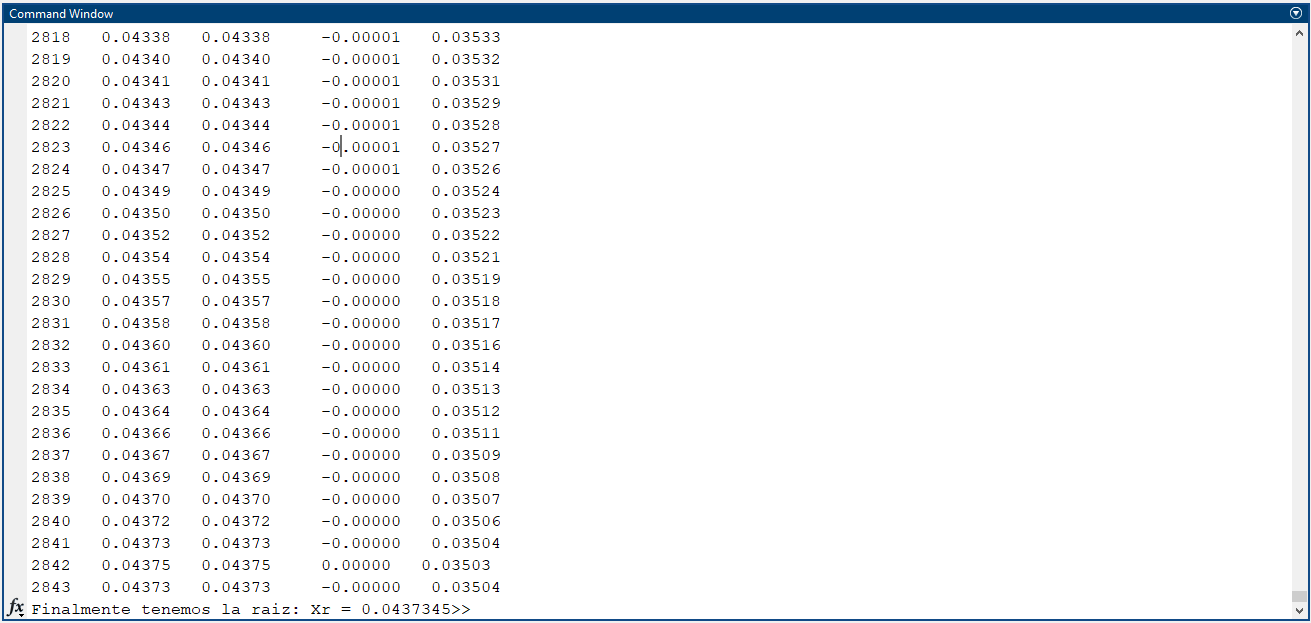 Command Window
2818 0.04338 0.04338 -0.00001 0.03533
2819 0.04340 0.04340 -0.00001 0.03532
2820 0.04341 0.04341 -0.00001 0.03531
2821 0.04343 0.04343 -0.00001 0.03529
2822 0.04344 0.04344 -0.00001 0.03528
2823 0.04346 0.04346 -0.00001 0.03527
2824 0.04347 0.04347 -0.00001 0.03526
2825 0.04349 0.04349 -0.00000 0.03524
2826 0.04350 0.04350 -0.00000 0.03523
2827 0.04352 0.04352 -0.00000 0.03522
2828 0.04354 0.04354 -0.00000 0.03521
2829 0.04355 0.04355 -0.00000 0.03519
2830 0.04357 0.04357 -0.00000 0.03518
2831 0.04358 0.04358 -0.00000 0.03517
2832 0.04360 0.04360 -0.00000 0.03516
2833 0.04361 0.04361 -0.00000 0.03514
2834 0.04363 0.04363 -0.00000 0.03513
2835 0.04364 0.04364 -0.00000 0.03512
2836 0.04366 0.04366 -0.00000 0.03511
2837 0.04367 0.04367 -0.00000 0.03509
2838 0.04369 0.04369 -0.00000 0.03508
2839 0.04370 0.04370 -0.00000 0.03507
2840 0.04372 0.04372 -0.00000 0.03506
2841 0.04373 0.04373 -0.00000 0.03504
2842 0.04375 0.04375 0.00000 0.03503
2843 0.04373 0.04373 -0.00000 0.03504
fx Finalmente tenemos la raiz: Xr = 0.0437345>>